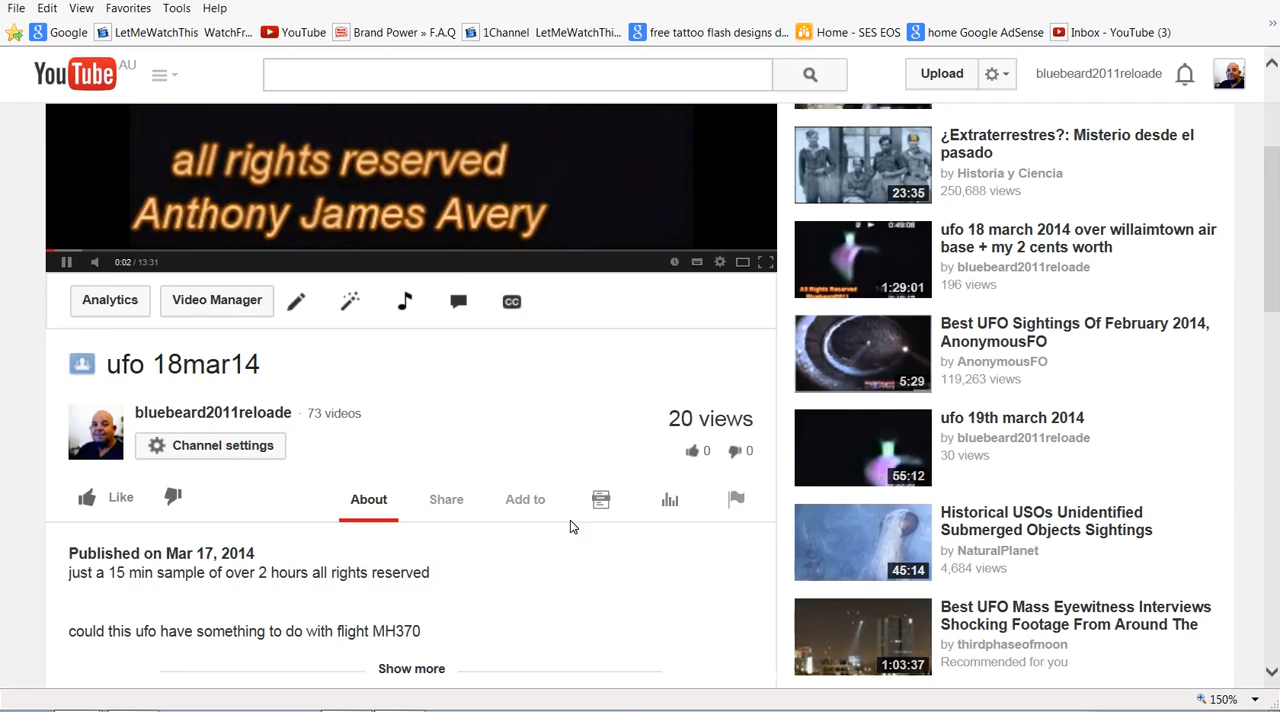 File Edit View Favorites Tools Help
Google LetMeWatchThis WatchFr... YouTube Brand Power » F.A.Q 1Channel LetMeWatchThi... free tattoo flash designs d... Home - SES EOS home Google AdSense Inbox - YouTube (3) »
YouTube AU Upload bluebeard2011reloade
all rights reserved
Anthony James Avery
0:02 / 13:31
Analytics Video Manager CC
ufo 18mar14
bluebeard2011reloade · 73 videos
Channel settings
20 views
0 0
Like
About Share Add to
Published on Mar 17, 2014
just a 15 min sample of over 2 hours all rights reserved
could this ufo have something to do with flight MH370
Show more
¿Extraterrestres?: Misterio desde el
pasado
by Historia y Ciencia
250,688 views
23:35
ufo 18 march 2014 over willaimtown air
base + my 2 cents worth
by bluebeard2011reloade
196 views
0:49:08
All Rights Reserved
Bluebeard2011
1:29:01
Best UFO Sightings Of February 2014,
AnonymousFO
by AnonymousFO
119,263 views
5:29
ufo 19th march 2014
by bluebeard2011reloade
30 views
55:12
Historical USOs Unidentified
Submerged Objects Sightings
by NaturalPlanet
4,684 views
45:14
Best UFO Mass Eyewitness Interviews
Shocking Footage From Around The
by thirdphaseofmoon
Recommended for you
1:03:37
150%